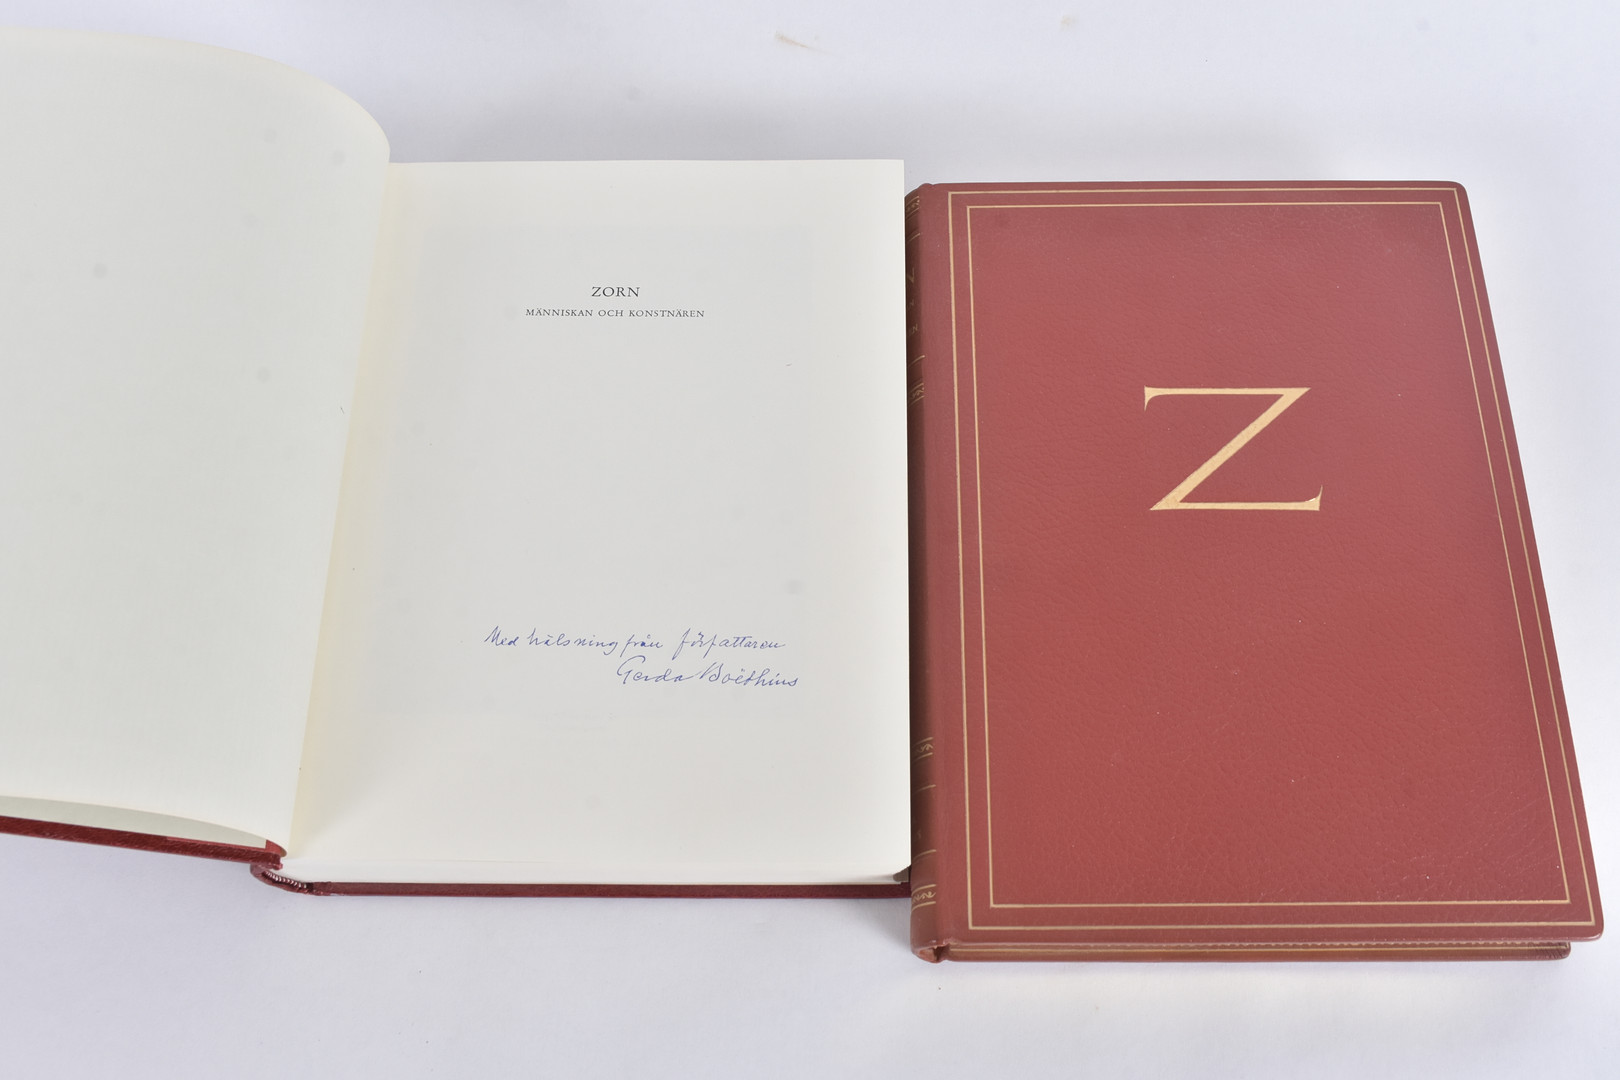 ZORN
MÄNNISKAN OCH KONSTNÄREN
Med hälsning från författaren
Gerda Boëthius
Z